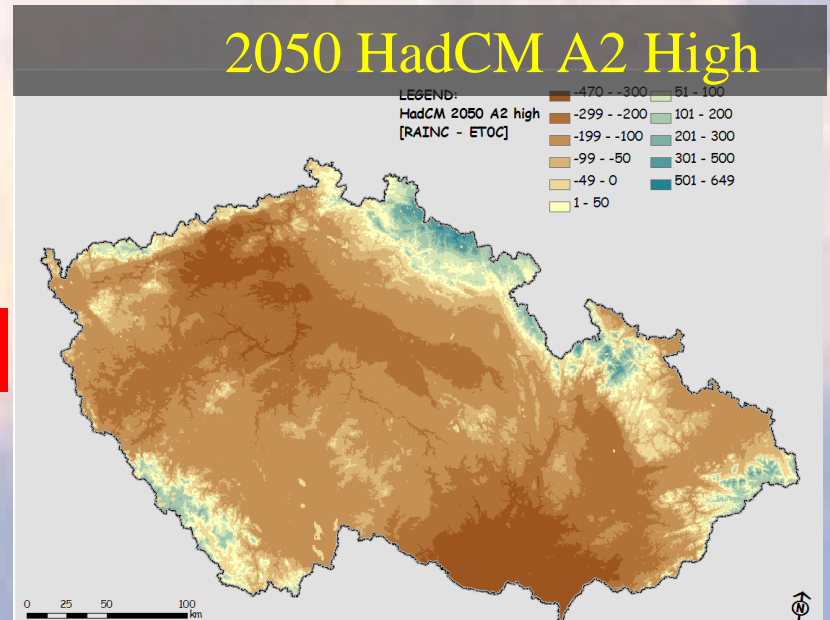 2050 HadCM A2 High
LEGEND:
HadCM 2050 A2 high
[RAINC - ET0C]
-470 - -300
-299 - -200
-199 - -100
-99 - -50
-49 - 0
1 - 50
51 - 100
101 - 200
201 - 300
301 - 500
501 - 649
0 25 50 100
km
N